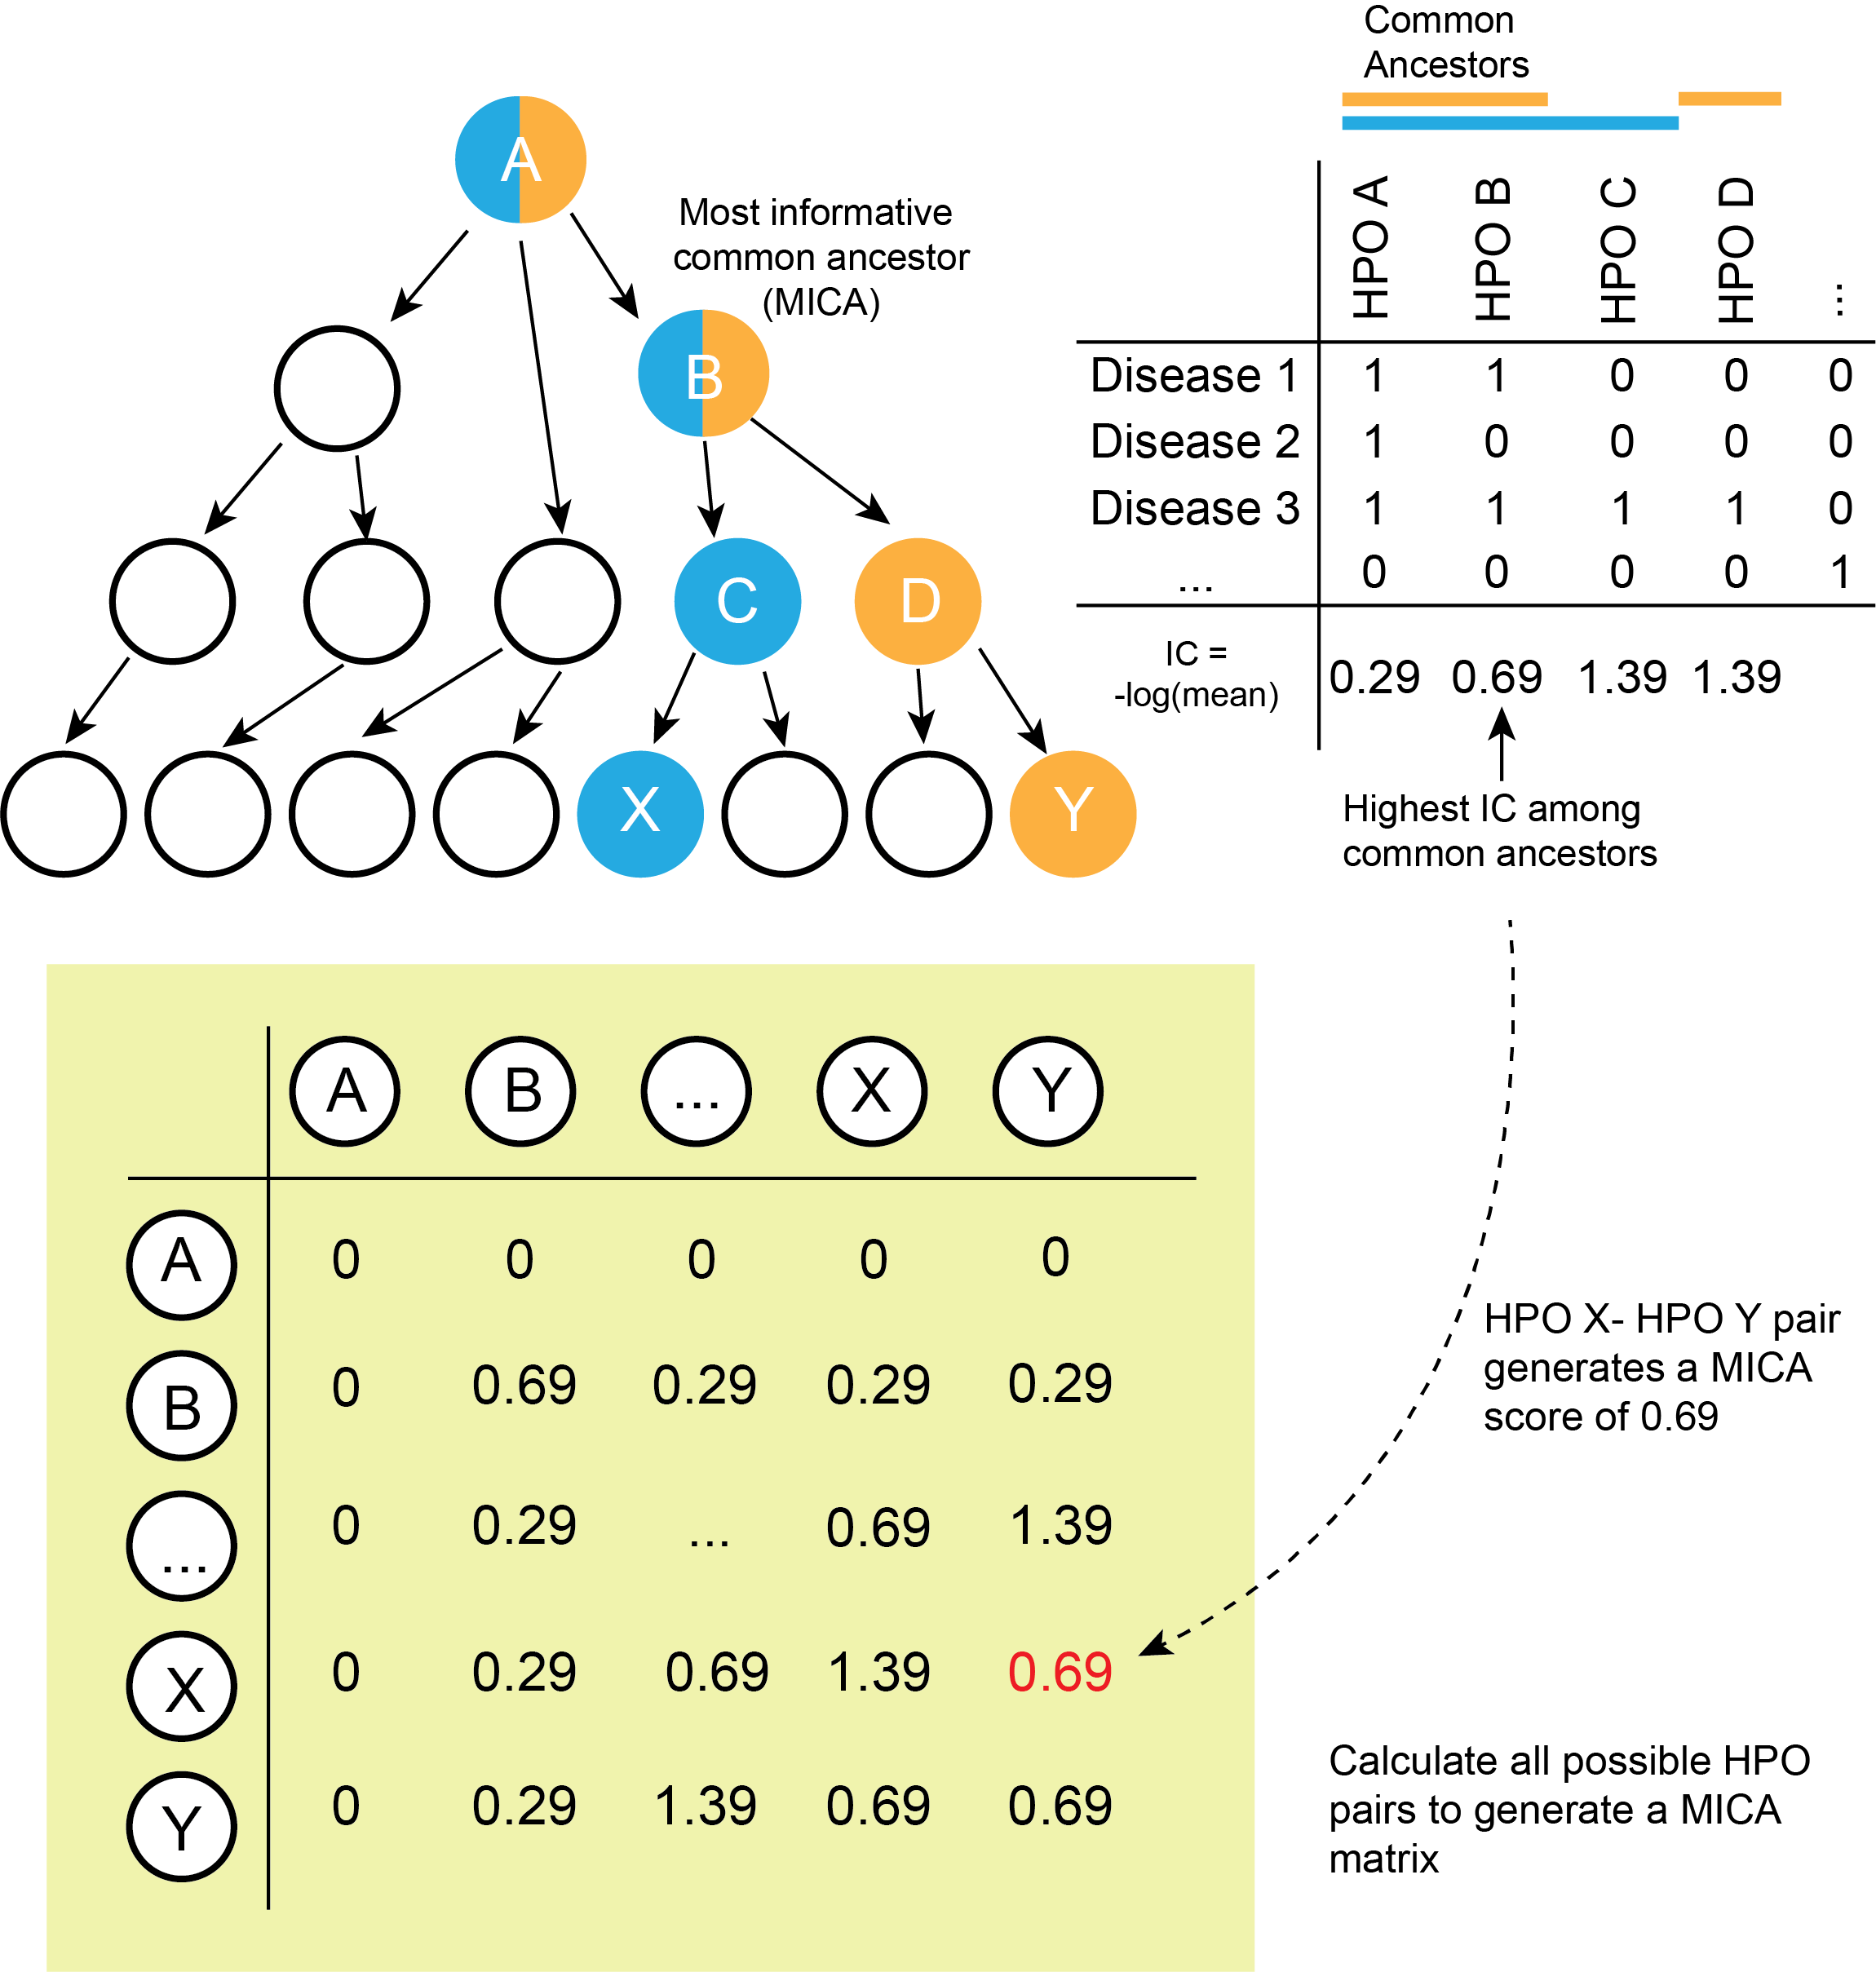 Common
Ancestors
A
Most informative
common ancestor
(MICA)
B
C
D
X
Y
HPO A HPO B HPO C HPO D ...
Disease 1 1 1 0 0 0
Disease 2 1 0 0 0 0
Disease 3 1 1 1 1 0
... 0 0 0 0 1
IC =
-log(mean)
0.29 0.69 1.39 1.39
Highest IC among
common ancestors
A B ... X Y
A 0 0 0 0 0
B 0 0.69 0.29 0.29 0.29
... 0 0.29 ... 0.69 1.39
X 0 0.29 0.69 1.39 0.69
Y 0 0.29 1.39 0.69 0.69
HPO X- HPO Y pair
generates a MICA
score of 0.69
Calculate all possible HPO
pairs to generate a MICA
matrix